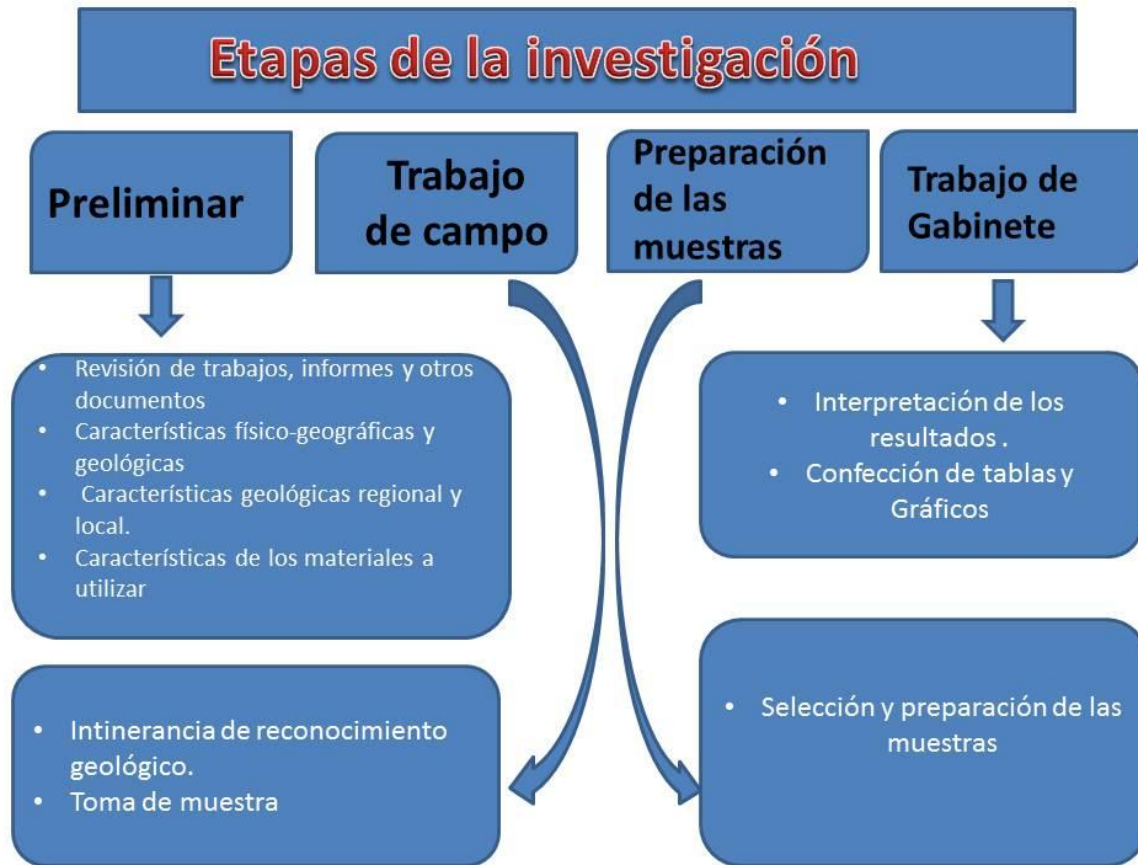 Etapas de la investigación
Preliminar
Trabajo
de campo
Preparación
de las
muestras
Trabajo de
Gabinete
• Revisión de trabajos, informes y otros
documentos
• Características físico-geográficas y
geológicas
• Características geológicas regional y
local.
• Características de los materiales a
utilizar
• Interpretación de los
resultados .
• Confección de tablas y
Gráficos
• Intinerancia de reconocimiento
geológico.
• Toma de muestra
• Selección y preparación de las
muestras